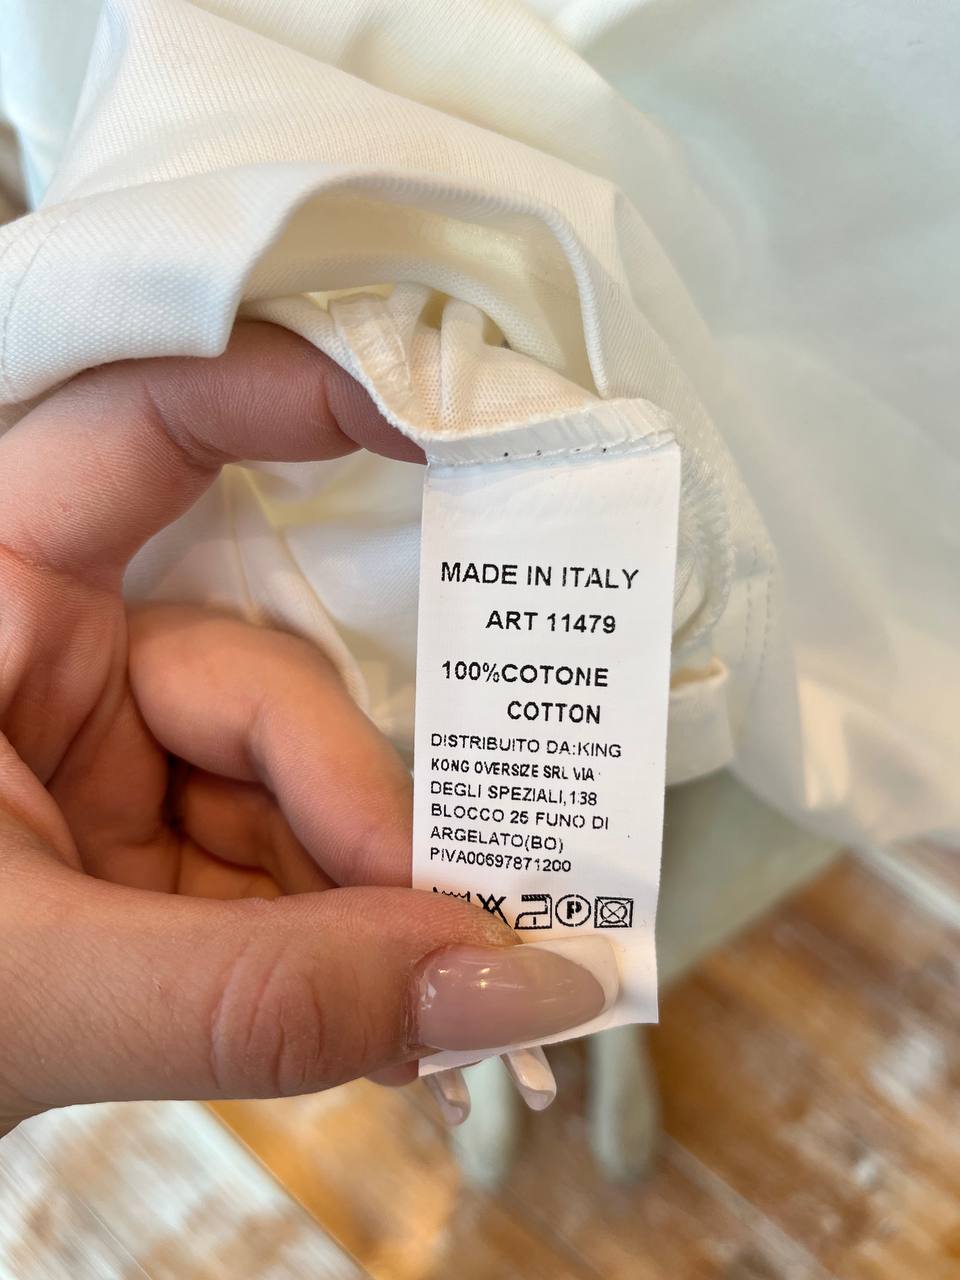 MADE IN ITALY
ART 11479
100%COTONE
COTTON
DISTRIBUITO DA:KING
KONG OVERSIZE SRL VIA
DEGLI SPEZIALI,138
BLOCCO 25 FUNO DI
ARGELATO(BO)
PIVA00697871200
P